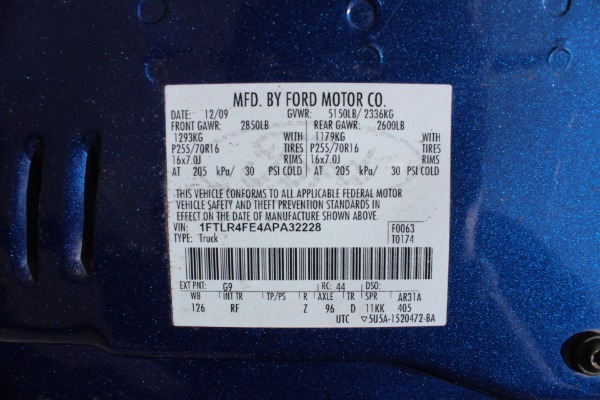 MFD. BY FORD MOTOR CO.
DATE: 12/09 GVWR: 5150LB/ 2336KG
FRONT GAWR: 2850LB REAR GAWR: 2600LB
1293KG WITH 1179KG WITH
P255/70R16 TIRES P255/70R16 TIRES
16x7.0J RIMS 16x7.0J RIMS
AT 205 kPa/ 30 PSI COLD AT 205 kPa/ 30 PSI COLD
THIS VEHICLE CONFORMS TO ALL APPLICABLE FEDERAL MOTOR
VEHICLE SAFETY AND THEFT PREVENTION STANDARDS IN
EFFECT ON THE DATE OF MANUFACTURE SHOWN ABOVE.
VIN: 1FTLR4FE4APA32228 F0063
TYPE: Truck T0174
EXT PNT: G9 RC: 44 DSO:
WB INT TR TP/PS R AXLE TR SPR AR31A
126 RF Z 96 D 11KK 405
UTC ▽5U5A-1520472-BA